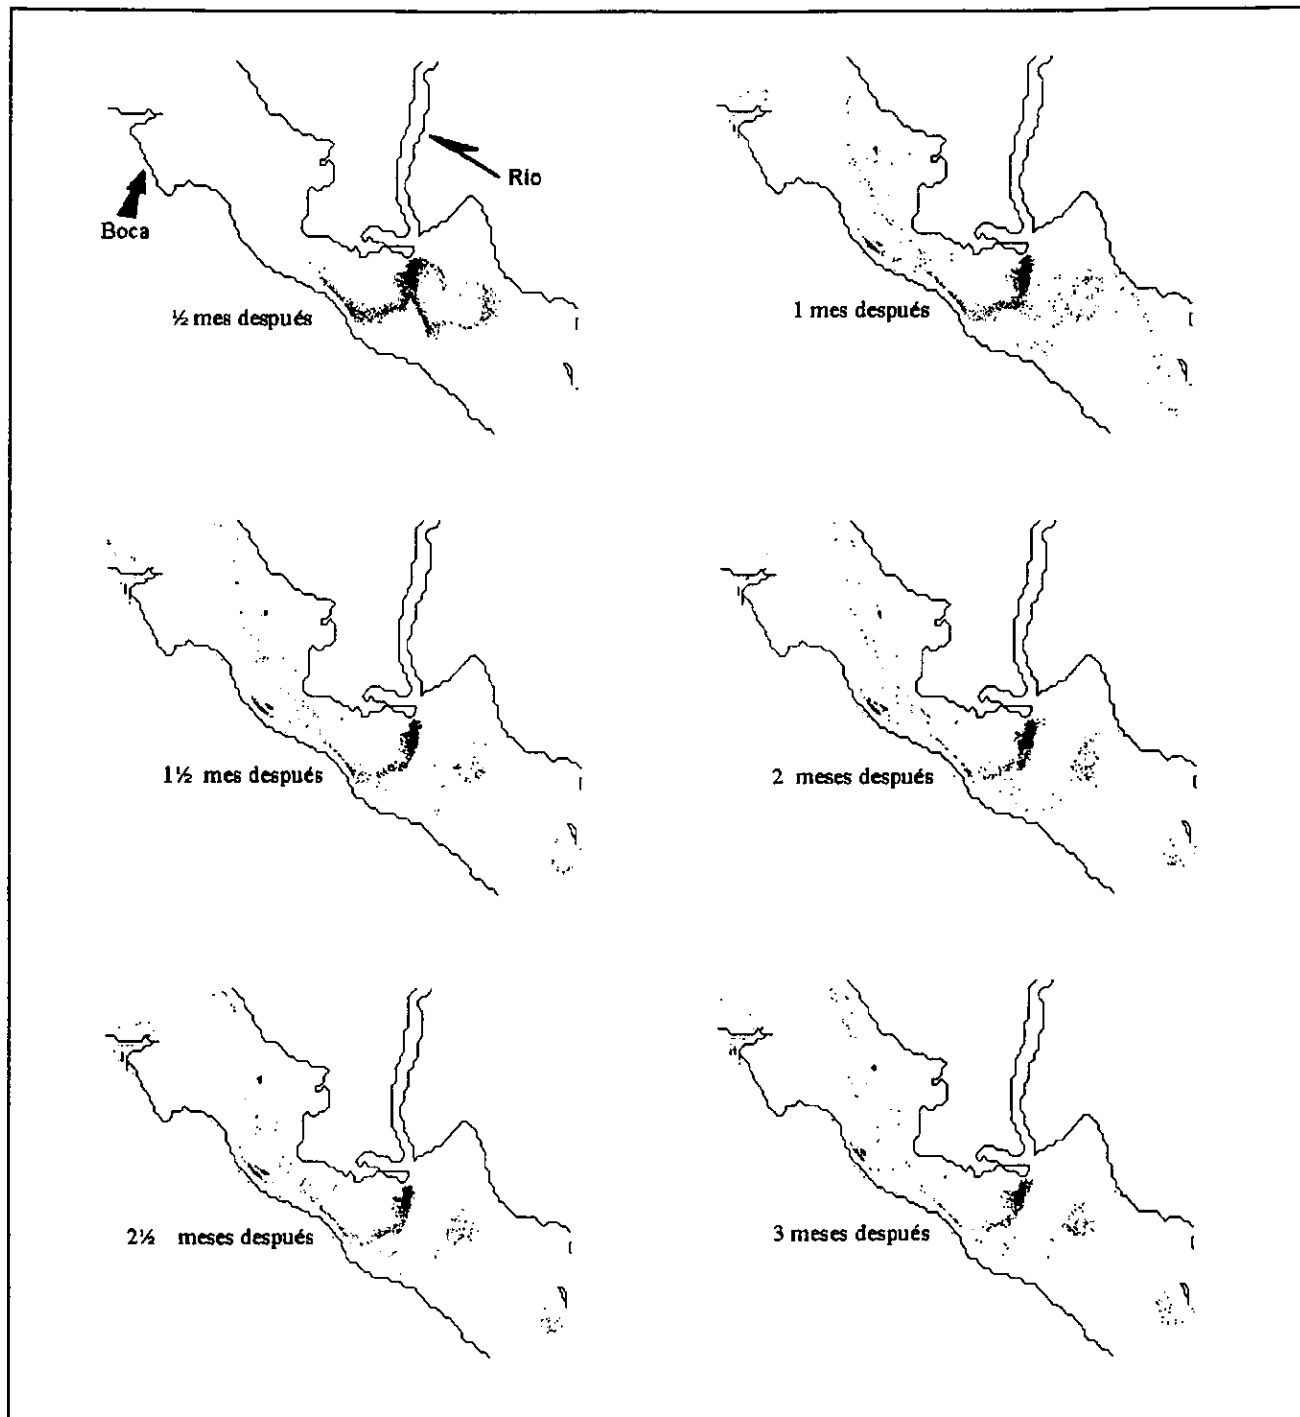 Río
Boca
½ mes después
1 mes después
1½ mes después
2 meses después
2½ meses después
3 meses después